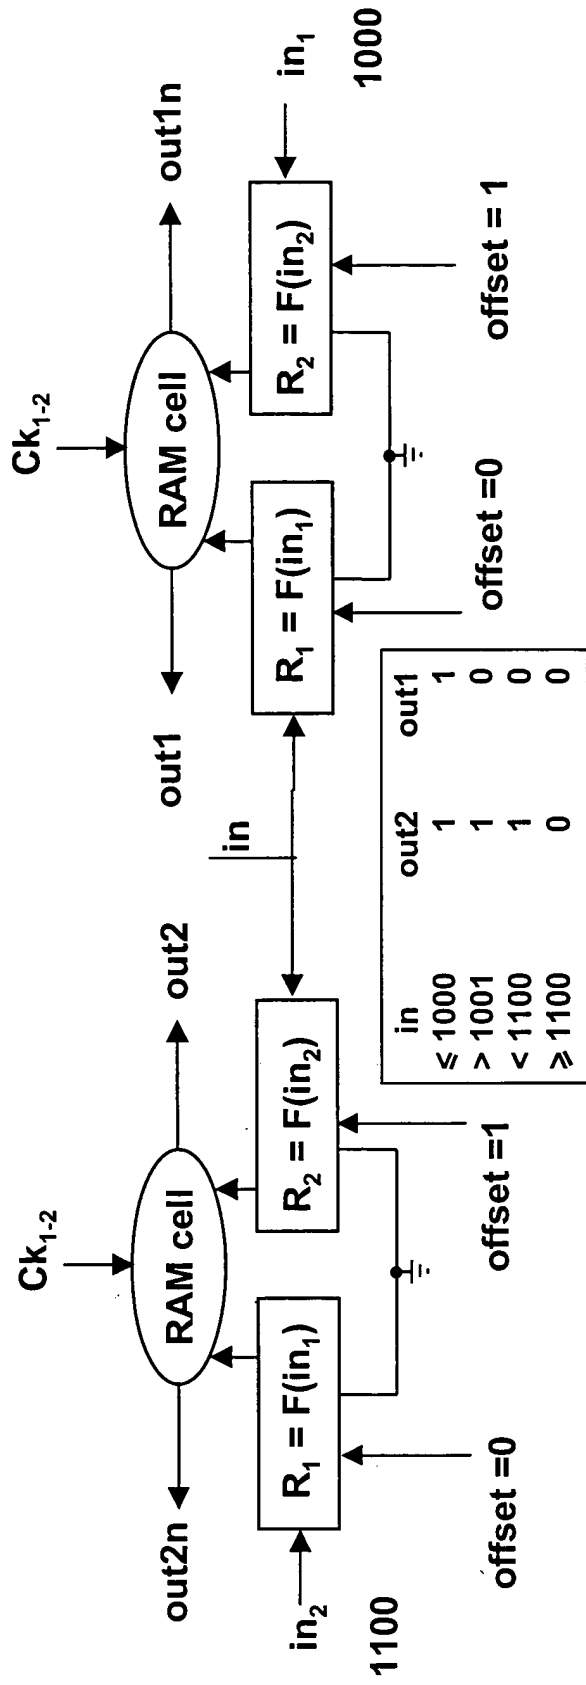 Ck₁₋₂ Ck₁₋₂
out2n RAM cell out2 out1 RAM cell out1n
in
in₂ R₁ = F(in₁) R₂ = F(in₂) R₁ = F(in₁) R₂ = F(in₂) in₁
1100 1000
offset =0 offset =1 offset =0 offset = 1
in out2 out1
≤ 1000 1 1
> 1001 1 0
< 1100 1 0
≥ 1100 0 0